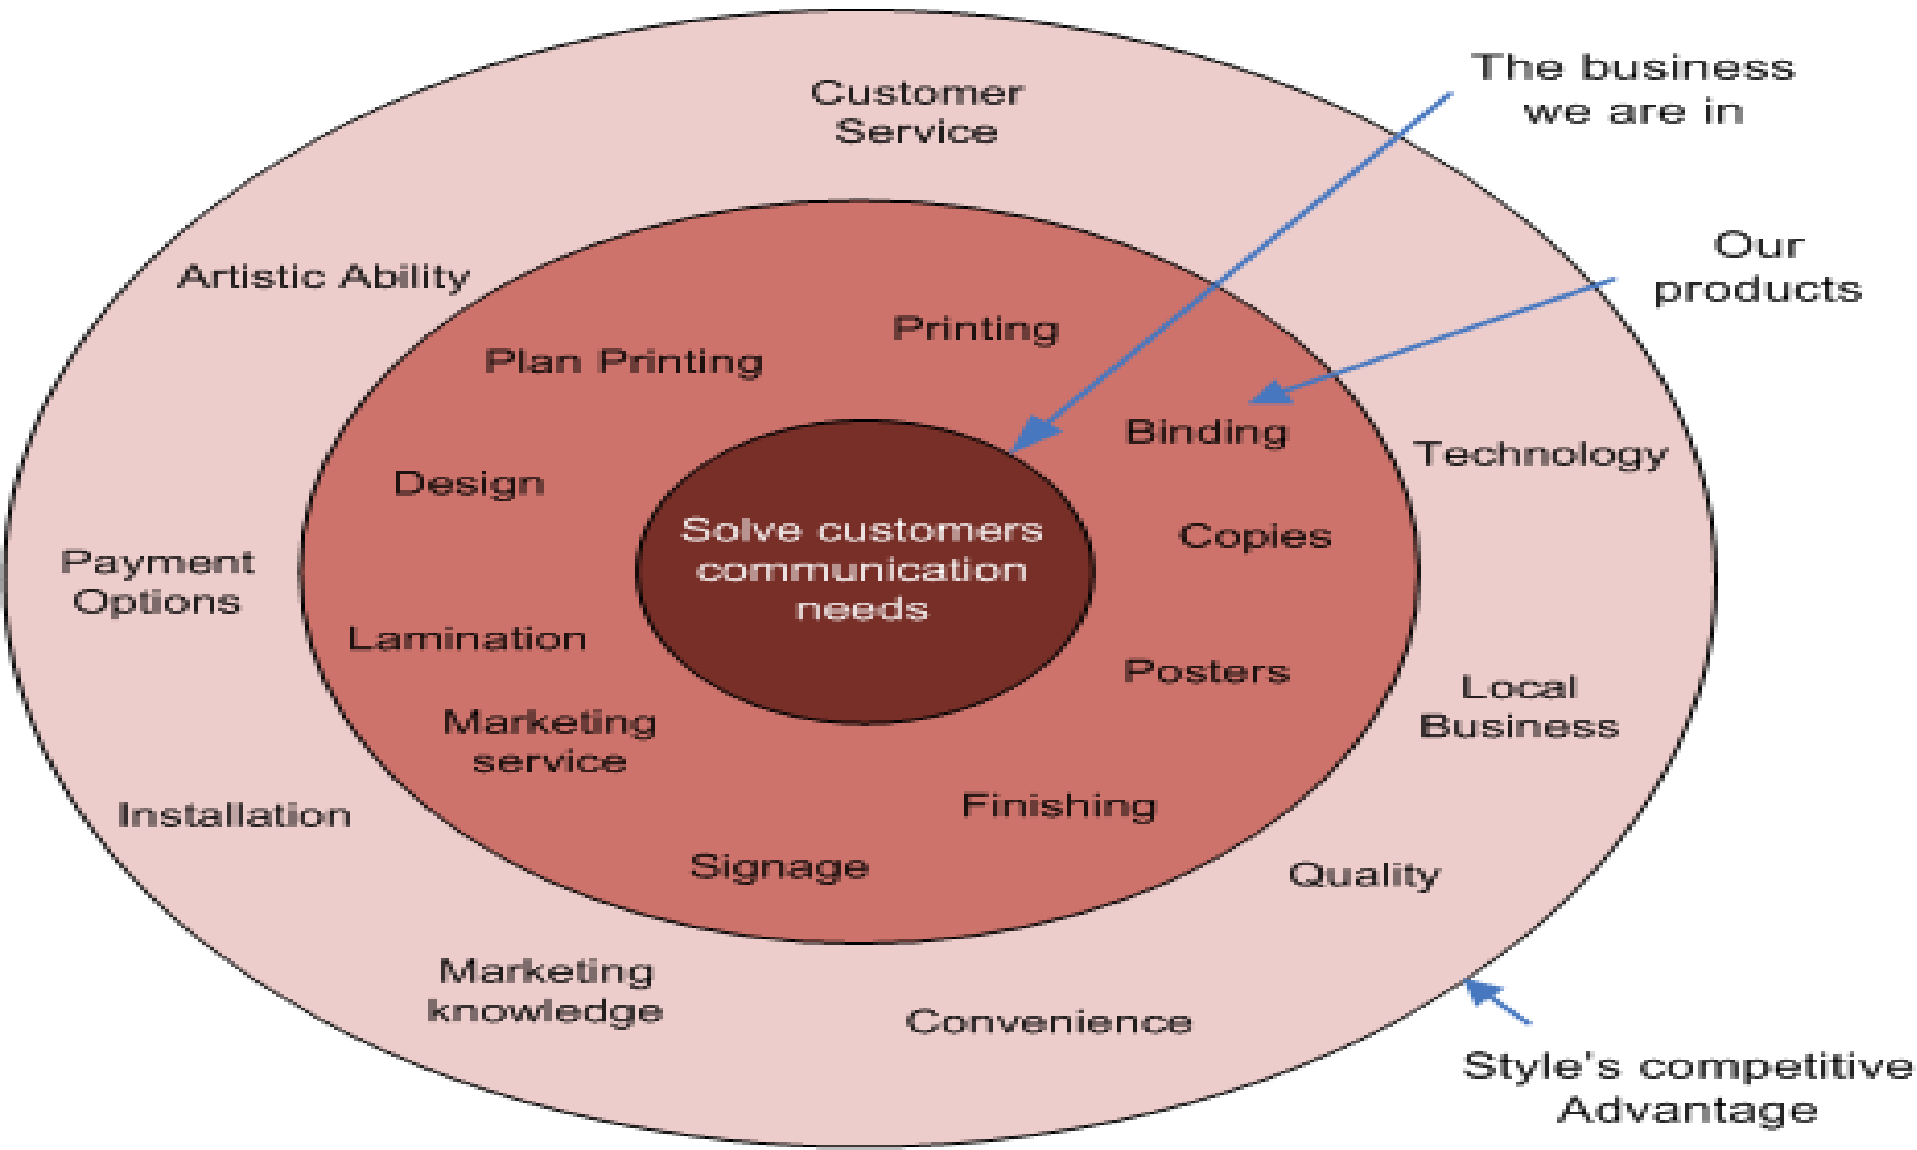 Customer
Service
The business
we are in
Our
products
Artistic Ability
Printing
Plan Printing
Binding
Technology
Design
Solve customers
communication
needs
Copies
Payment
Options
Lamination
Posters
Local
Business
Marketing
service
Installation
Finishing
Signage
Quality
Marketing
knowledge
Convenience
Style's competitive
Advantage